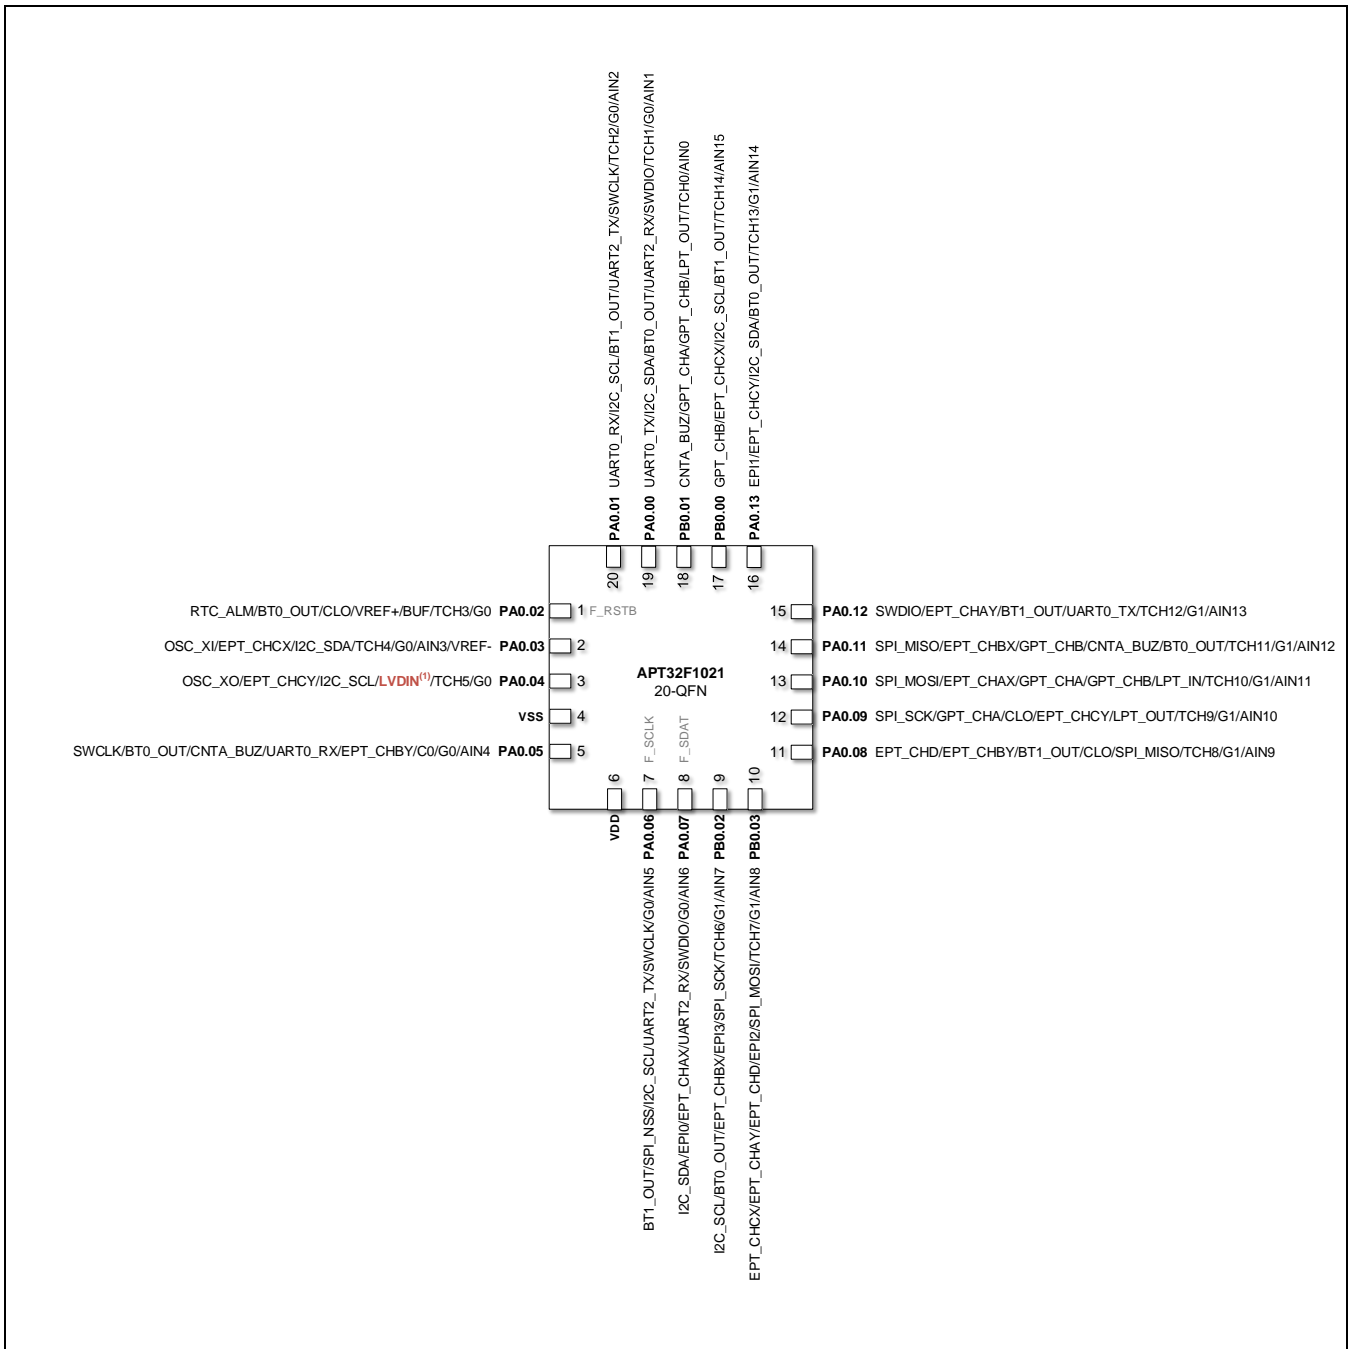 PA0.01 UART0_RX/I2C_SCL/BT1_OUT/UART2_TX/SWCLK/TCH2/G0/AIN2
PA0.00 UART0_TX/I2C_SDA/BT0_OUT/UART2_RX/SWDIO/TCH1/G0/AIN1
PB0.01 CNTA_BUZ/GPT_CHA/GPT_CHB/LPT_OUT/TCH0/AIN0
PB0.00 GPT_CHB/EPT_CHCX/I2C_SCL/BT1_OUT/TCH14/AIN15
PA0.13 EPI1/EPT_CHCY/I2C_SDA/BT0_OUT/TCH13/G1/AIN14
20 19 18 17 16
RTC_ALM/BT0_OUT/CLO/VREF+/BUF/TCH3/G0 PA0.02 1 F_RSTB
OSC_XI/EPT_CHCX/I2C_SDA/TCH4/G0/AIN3/VREF- PA0.03 2
OSC_XO/EPT_CHCY/I2C_SCL/LVDIN(1)/TCH5/G0 PA0.04 3
VSS 4
SWCLK/BT0_OUT/CNTA_BUZ/UART0_RX/EPT_CHBY/C0/G0/AIN4 PA0.05 5
APT32F1021
20-QFN
15 PA0.12 SWDIO/EPT_CHAY/BT1_OUT/UART0_TX/TCH12/G1/AIN13
14 PA0.11 SPI_MISO/EPT_CHBX/GPT_CHB/CNTA_BUZ/BT0_OUT/TCH11/G1/AIN12
13 PA0.10 SPI_MOSI/EPT_CHAX/GPT_CHA/GPT_CHB/LPT_IN/TCH10/G1/AIN11
12 PA0.09 SPI_SCK/GPT_CHA/CLO/EPT_CHCY/LPT_OUT/TCH9/G1/AIN10
11 PA0.08 EPT_CHD/EPT_CHBY/BT1_OUT/CLO/SPI_MISO/TCH8/G1/AIN9
F_SCLK
F_SDAT
6 7 8 9 10
VDD
BT1_OUT/SPI_NSS/I2C_SCL/UART2_TX/SWCLK/G0/AIN5 PA0.06
I2C_SDA/EPI0/EPT_CHAX/UART2_RX/SWDIO/G0/AIN6 PA0.07
I2C_SCL/BT0_OUT/EPT_CHBX/EPI3/SPI_SCK/TCH6/G1/AIN7 PB0.02
EPT_CHCX/EPT_CHAY/EPT_CHD/EPI2/SPI_MOSI/TCH7/G1/AIN8 PB0.03